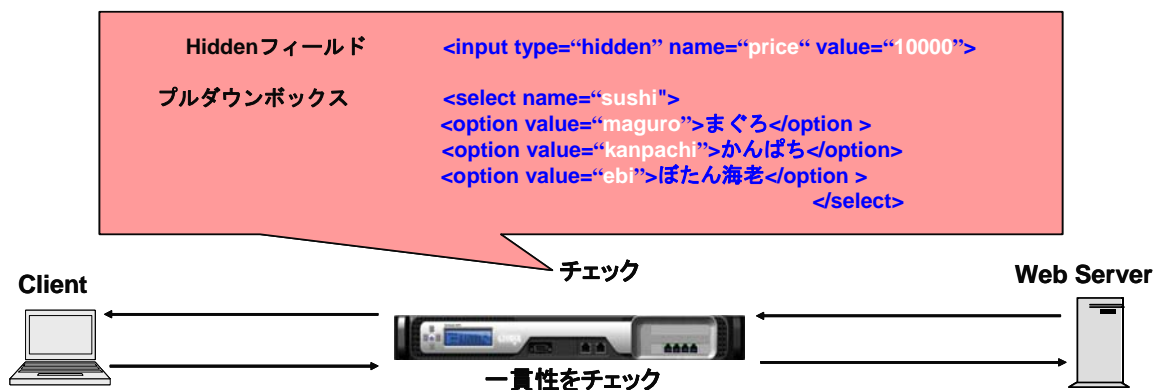 Hiddenフィールド <input type=“hidden” name=“price“ value=“10000”>
プルダウンボックス <select name=“sushi">
<option value=“maguro”>まぐろ</option >
<option value=“kanpachi”>かんぱち</option>
<option value=“ebi”>ぼたん海老</option >
</select>
チェック
Client
Web Server
一貫性をチェック